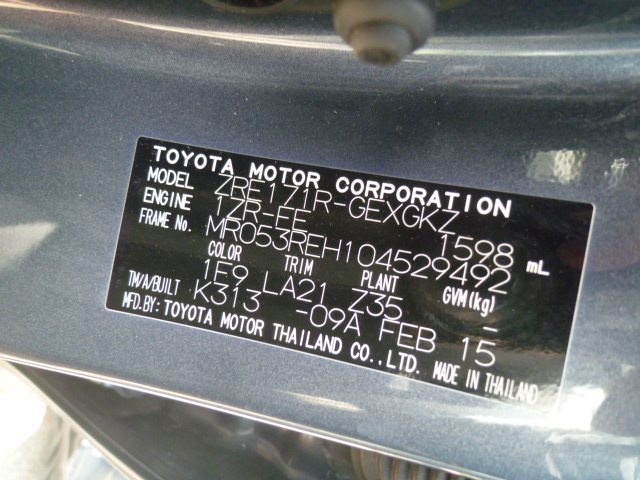 TOYOTA MOTOR CORPORATION
MODEL ZRE171R-GEXGKZ
ENGINE 1ZR-FE 1598 mL
FRAME No. MR053REH104529492
COLOR TRIM PLANT GVM(kg)
1F9 LA21 Z35 -
TM/A/BUILT K313 -09A FEB 15
MFD.BY: TOYOTA MOTOR THAILAND CO.,LTD. MADE IN THAILAND